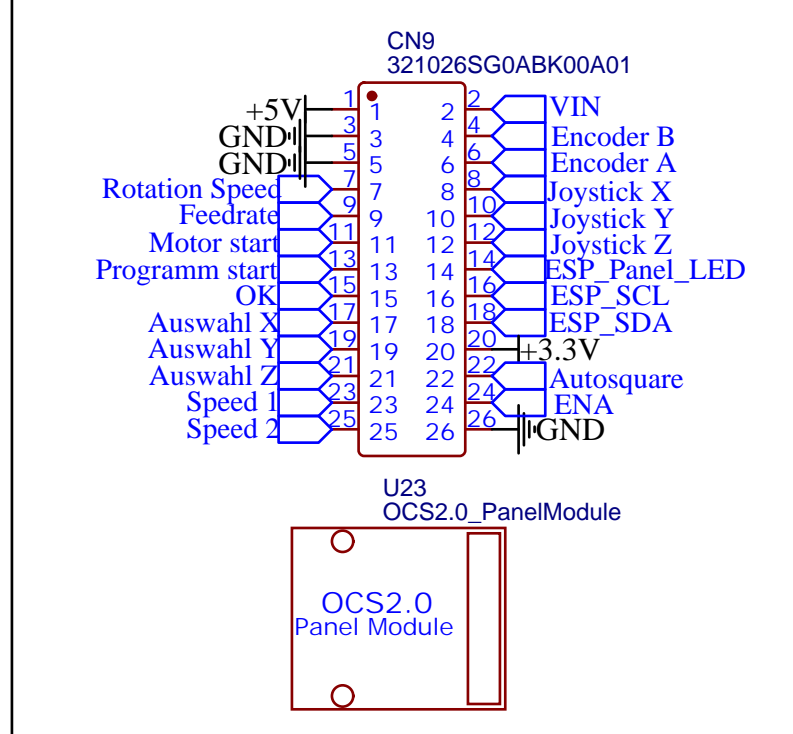 CN9
321026SG0ABK00A01
+5V 1 1 2 2 VIN
GND 3 3 4 4 Encoder B
GND 5 5 6 6 Encoder A
Rotation Speed 7 7 8 8 Joystick X
Feedrate 9 9 10 10 Joystick Y
Motor start 11 11 12 12 Joystick Z
Programm start 13 13 14 14 ESP_Panel_LED
OK 15 15 16 16 ESP_SCL
Auswahl X 17 17 18 18 ESP_SDA
Auswahl Y 19 19 20 20 +3.3V
Auswahl Z 21 21 22 22 Autosquare
Speed 1 23 23 24 24 ENA
Speed 2 25 25 26 26 GND
U23
OCS2.0_PanelModule
OCS2.0
Panel Module